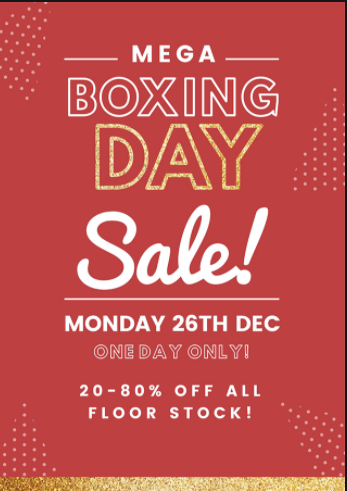 MEGA
BOXING
DAY
Sale!
MONDAY 26TH DEC
ONE DAY ONLY!
20-80% OFF ALL
FLOOR STOCK!